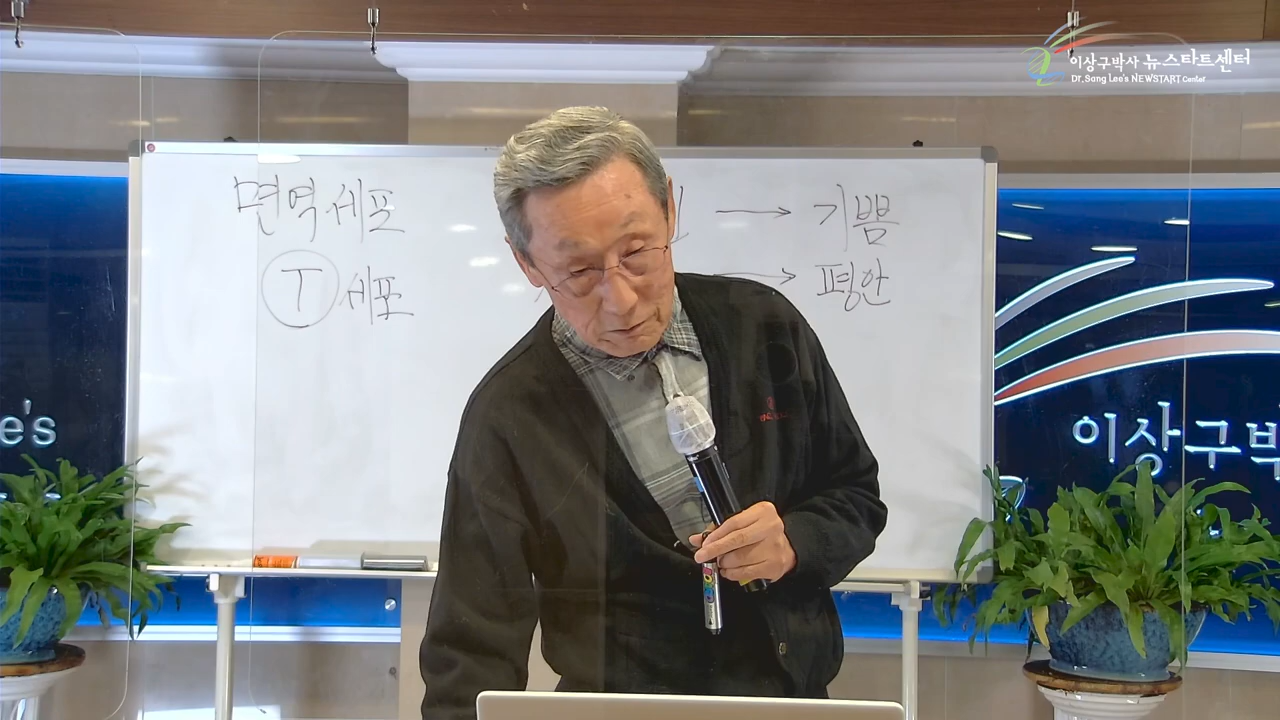 이상구박사 뉴스타트센터
Dr. Sang Lee's NEWSTART Center
면역세포 → 기쁨
T 세포 → 평안
e's
이상구박